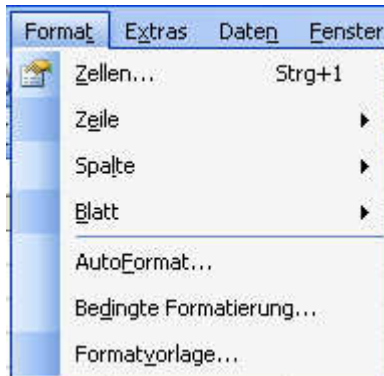 Format Extras Daten Fenster
Zellen... Strg+1
Zeile
Spalte
Blatt
AutoFormat...
Bedingte Formatierung...
Formatvorlage...